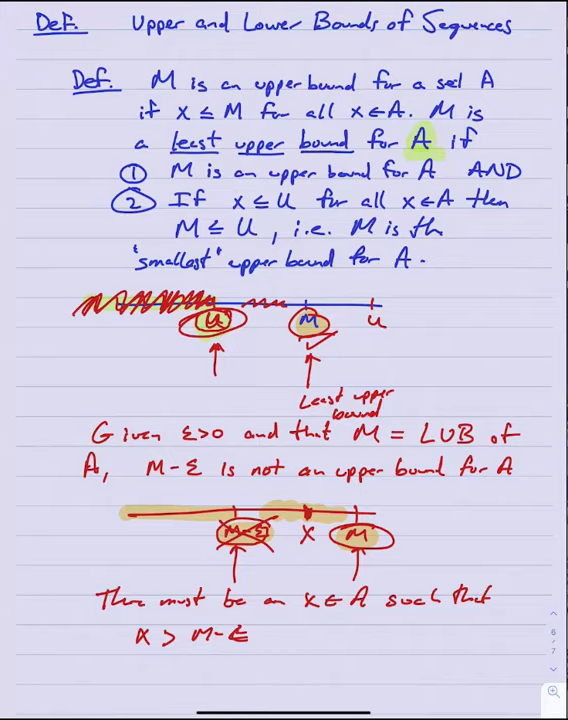 Def. Upper and Lower Bounds of Sequences
Def. M is an upper bound for a set A
if x ≤ M for all x ∈ A. M is
a least upper bound for A if
① M is an upper bound for A AND
② If x ≤ U for all x ∈ A then
M ≤ U, i.e. M is th
"smallest" upper bound for A.
U M U
Least upper
bound
Given ε>0 and that M = LUB of
A, M-ε is not an upper bound for A
M-ε X M
There must be an x ∈ A such that
x > M-ε
6
/
7